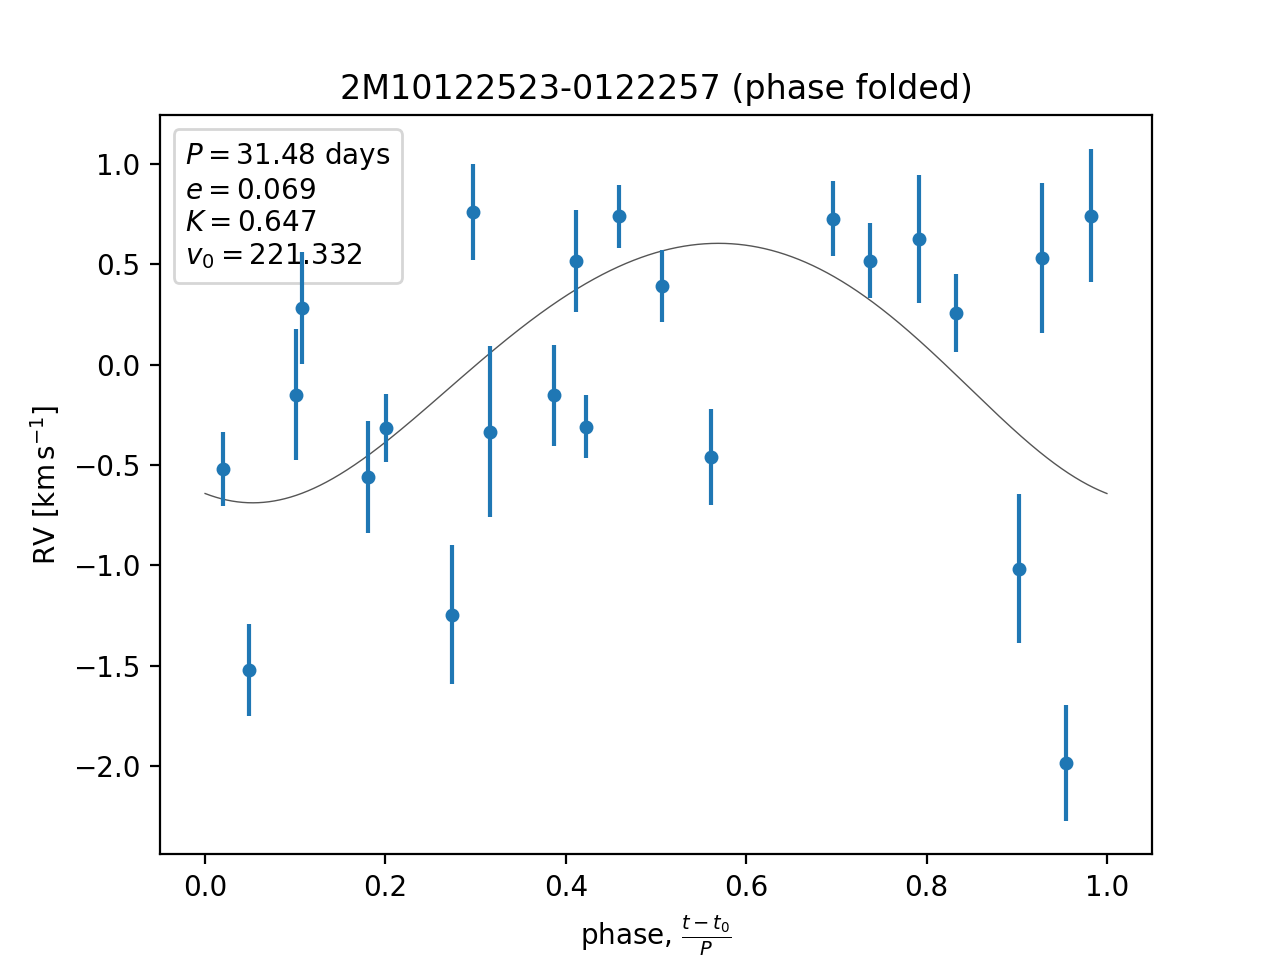 2M10122523-0122257 (phase folded)
P = 31.48 days
e = 0.069
K = 0.647
v₀ = 221.332
1.0
0.5
0.0
−0.5
−1.0
−1.5
−2.0
RV [km s⁻¹]
0.0 0.2 0.4 0.6 0.8 1.0
phase, (t − t₀)/P